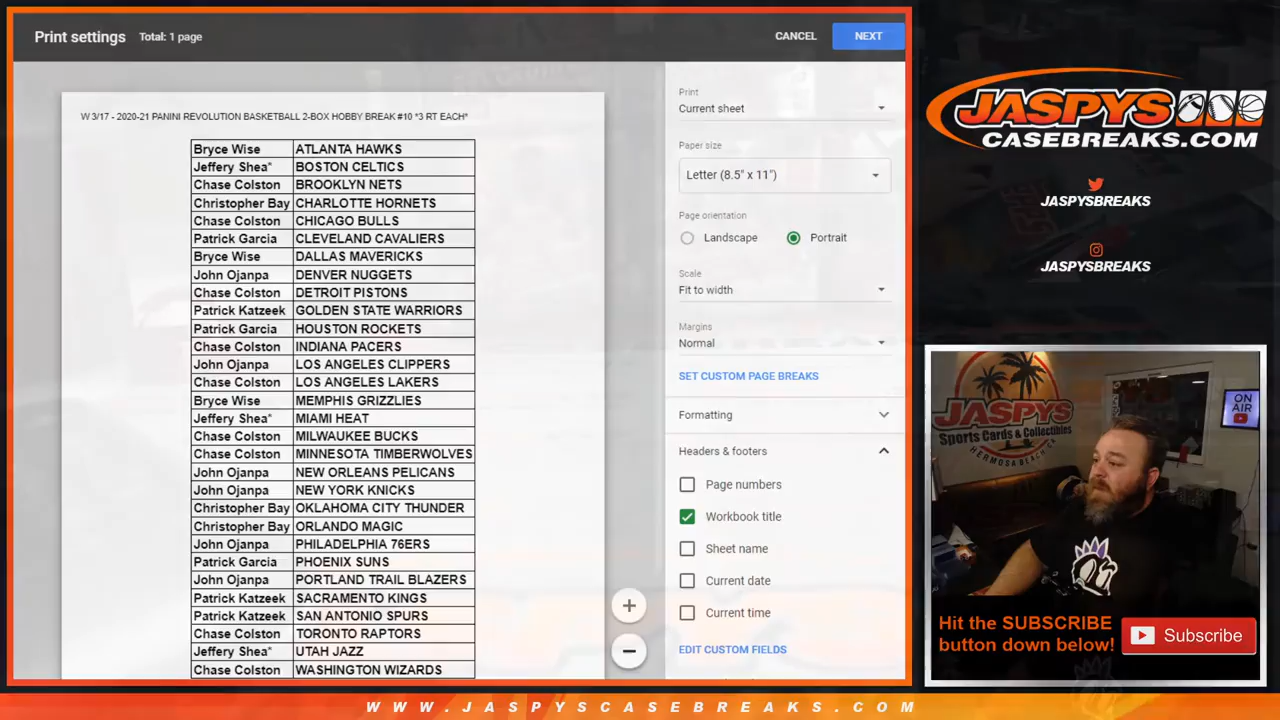 Print settings Total: 1 page
CANCEL NEXT
W 3/17 - 2020-21 PANINI REVOLUTION BASKETBALL 2-BOX HOBBY BREAK #10 *3 RT EACH*
Bryce Wise ATLANTA HAWKS
Jeffery Shea* BOSTON CELTICS
Chase Colston BROOKLYN NETS
Christopher Bay CHARLOTTE HORNETS
Chase Colston CHICAGO BULLS
Patrick Garcia CLEVELAND CAVALIERS
Bryce Wise DALLAS MAVERICKS
John Ojanpa DENVER NUGGETS
Chase Colston DETROIT PISTONS
Patrick Katzeek GOLDEN STATE WARRIORS
Patrick Garcia HOUSTON ROCKETS
Chase Colston INDIANA PACERS
John Ojanpa LOS ANGELES CLIPPERS
Chase Colston LOS ANGELES LAKERS
Bryce Wise MEMPHIS GRIZZLIES
Jeffery Shea* MIAMI HEAT
Chase Colston MILWAUKEE BUCKS
Chase Colston MINNESOTA TIMBERWOLVES
John Ojanpa NEW ORLEANS PELICANS
John Ojanpa NEW YORK KNICKS
Christopher Bay OKLAHOMA CITY THUNDER
Christopher Bay ORLANDO MAGIC
John Ojanpa PHILADELPHIA 76ERS
Patrick Garcia PHOENIX SUNS
John Ojanpa PORTLAND TRAIL BLAZERS
Patrick Katzeek SACRAMENTO KINGS
Patrick Katzeek SAN ANTONIO SPURS
Chase Colston TORONTO RAPTORS
Jeffery Shea* UTAH JAZZ
Chase Colston WASHINGTON WIZARDS
Print
Current sheet
Paper size
Letter (8.5" x 11")
Page orientation
Landscape Portrait
Scale
Fit to width
Margins
Normal
SET CUSTOM PAGE BREAKS
Formatting
Headers & footers
Page numbers
Workbook title
Sheet name
Current date
Current time
EDIT CUSTOM FIELDS
JASPYS
CASEBREAKS.COM
JASPYSBREAKS
JASPYSBREAKS
JASPYS
Sports Cards & Collectibles
HERMOSA BEACH CA
ON
AIR
Hit the SUBSCRIBE
button down below!
Subscribe
WWW.JASPYSCASEBREAKS.COM